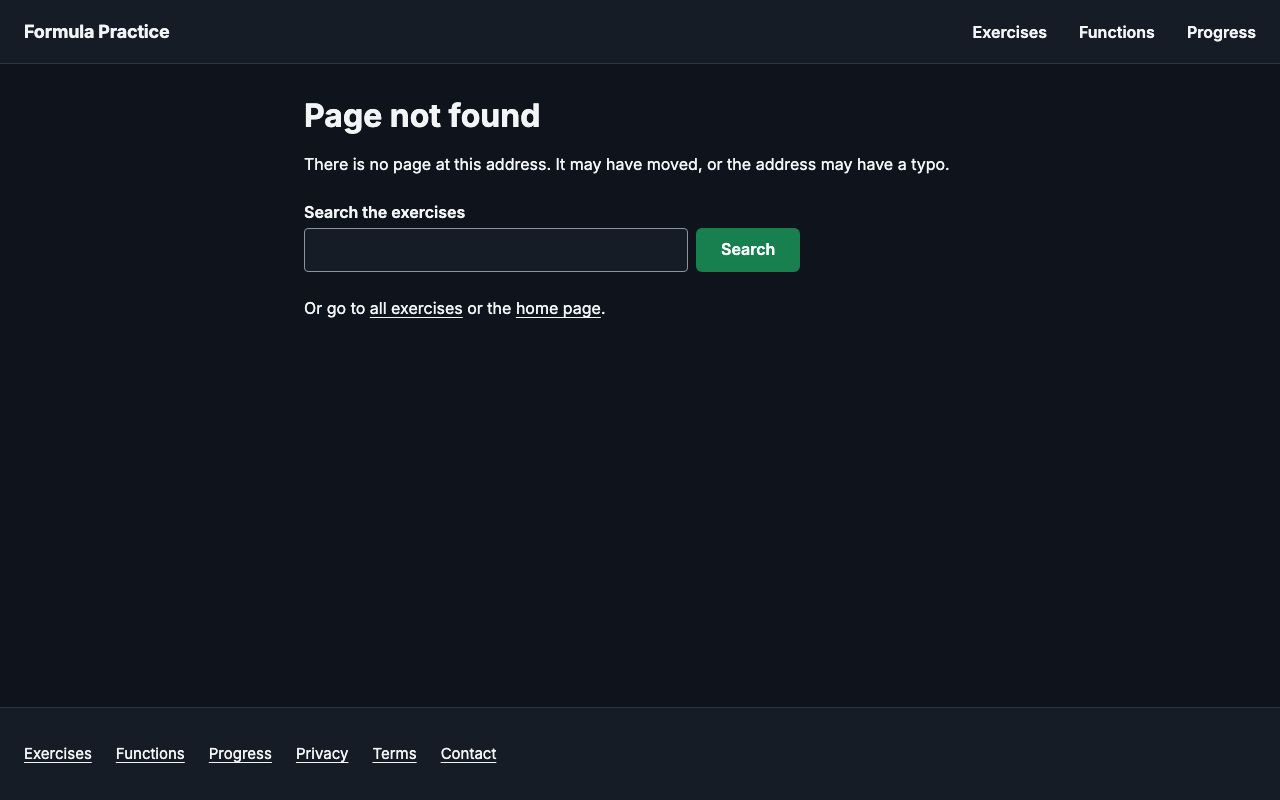 Formula Practice
Exercises Functions Progress
Page not found
There is no page at this address. It may have moved, or the address may have a typo.
Search the exercises
Search
Or go to all exercises or the home page.
Exercises Functions Progress Privacy Terms Contact